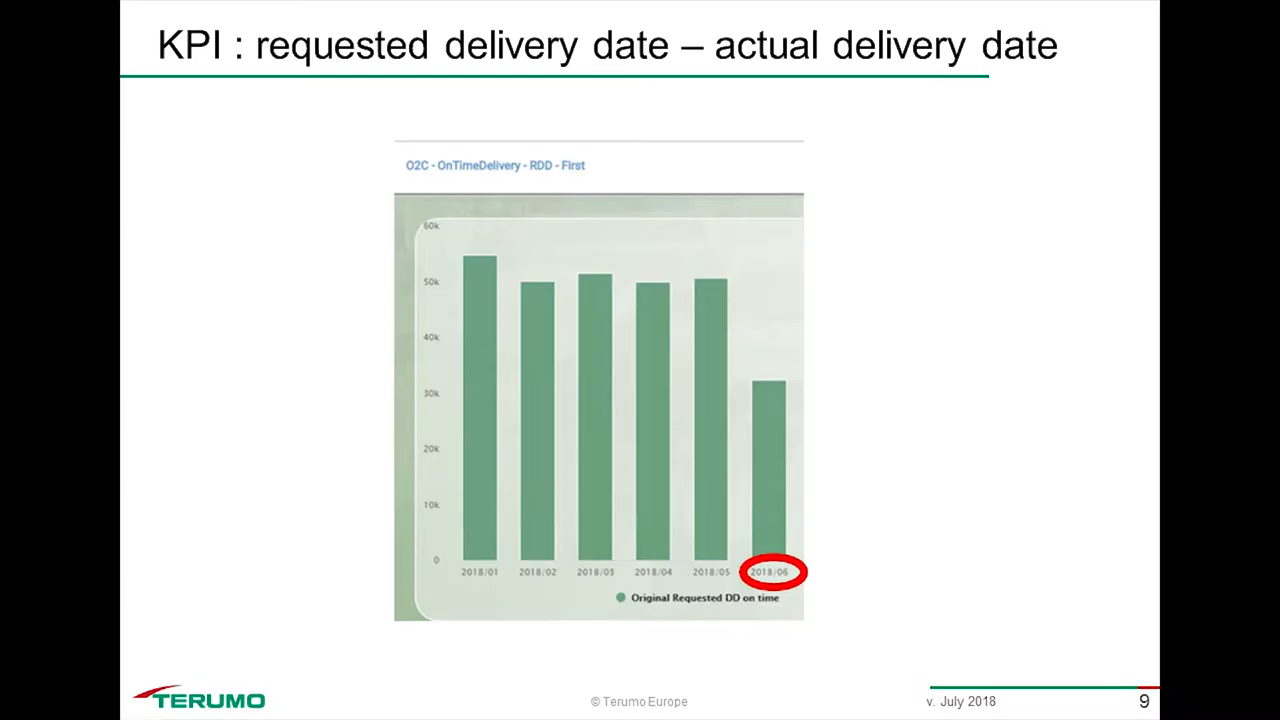 KPI : requested delivery date – actual delivery date
O2C - OnTimeDelivery - RDD - First
60k
50k
40k
30k
20k
10k
0
2018/01 2018/02 2018/03 2018/04 2018/05 2018/06
Original Requested DD on time
TERUMO © Terumo Europe v. July 2018 9